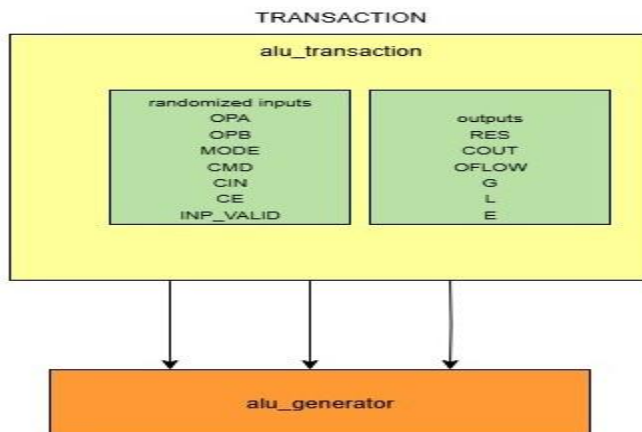 TRANSACTION
alu_transaction
randomized inputs
OPA
OPB
MODE
CMD
CIN
CE
INP_VALID
outputs
RES
COUT
OFLOW
G
L
E
alu_generator